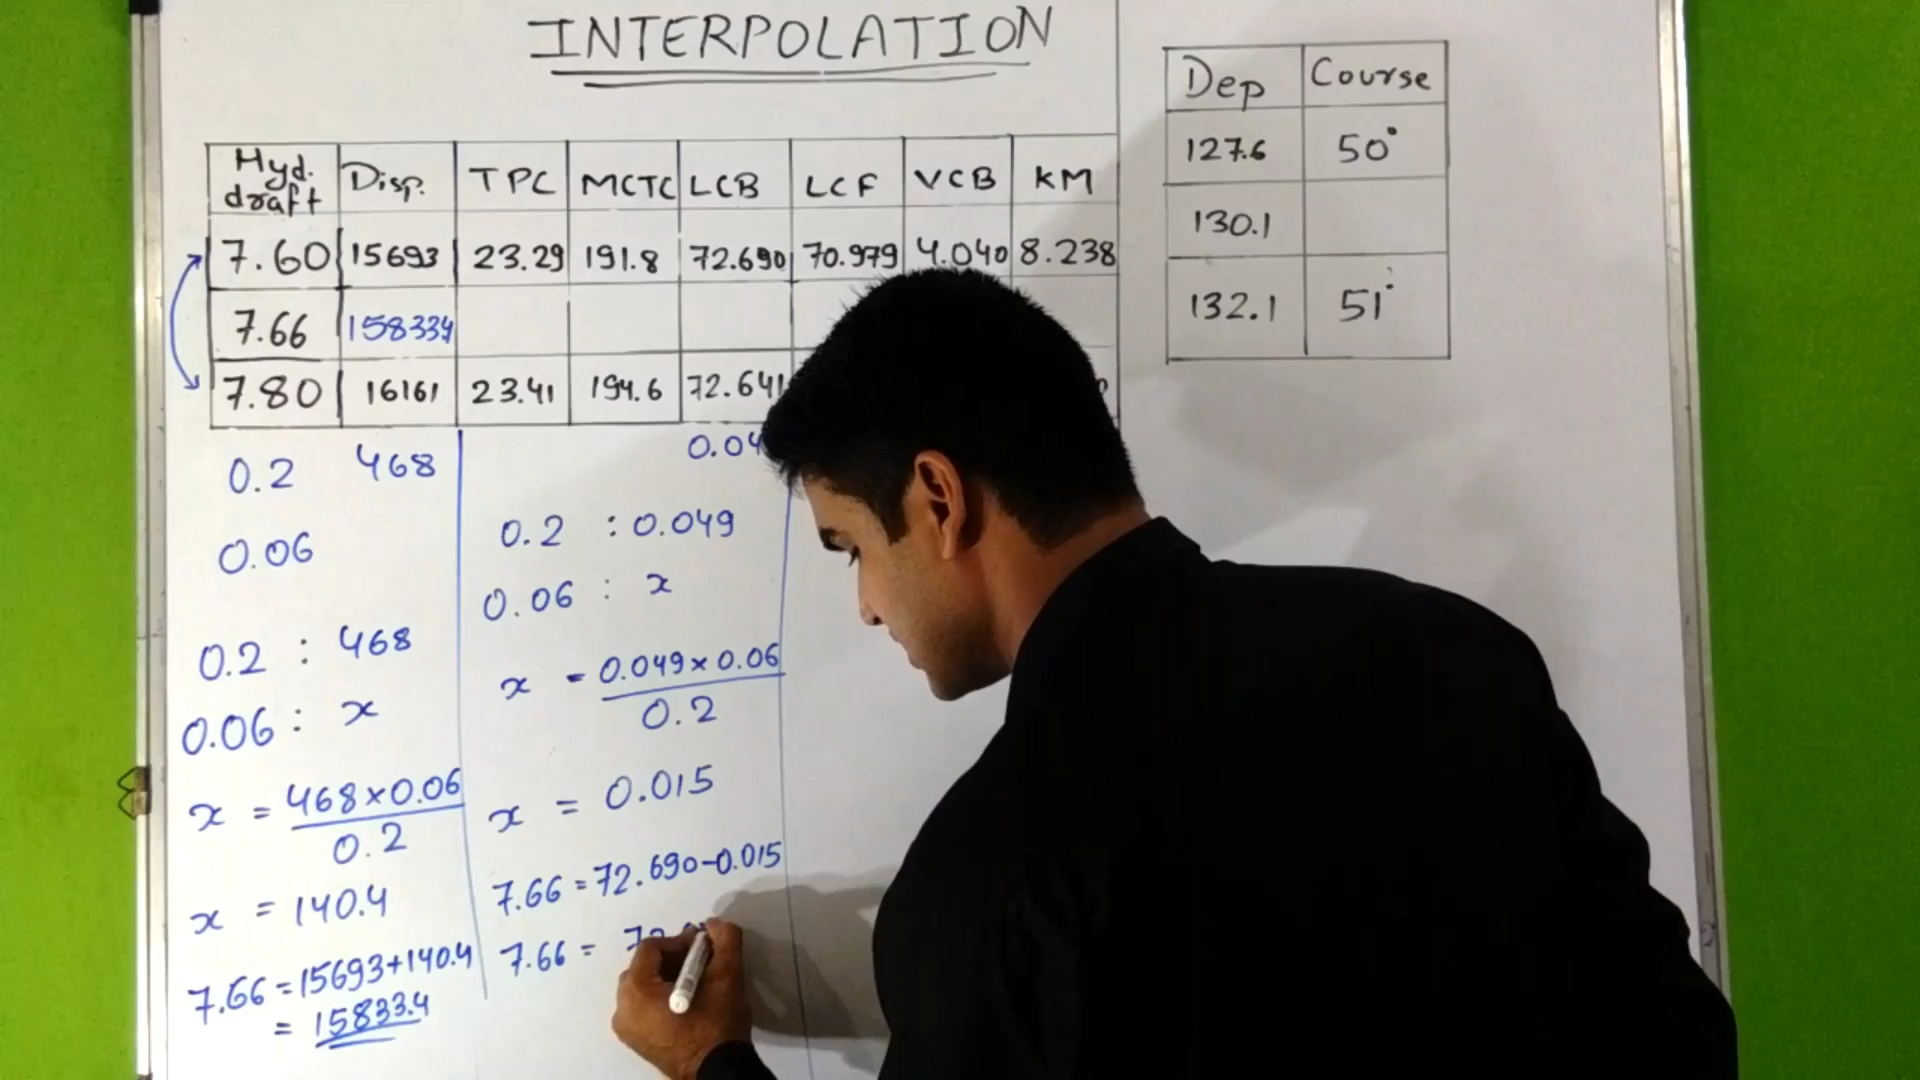 INTERPOLATION
Hyd. draft Disp. TPC MCTC LCB LCF VCB KM
7.60 15693 23.29 191.8 72.690 70.979 4.040 8.238
7.66 15833.4
7.80 16161 23.41 194.6 72.641
0.2 468
0.06
0.2 : 468
0.06 : x
x = 468 x 0.06
0.2
x = 140.4
7.66 = 15693+140.4
= 15833.4
0.2 : 0.049
0.06 : x
x = 0.049 x 0.06
0.2
x = 0.015
7.66 = 72.690-0.015
7.66 =
Dep Course
127.6 50°
130.1
132.1 51°